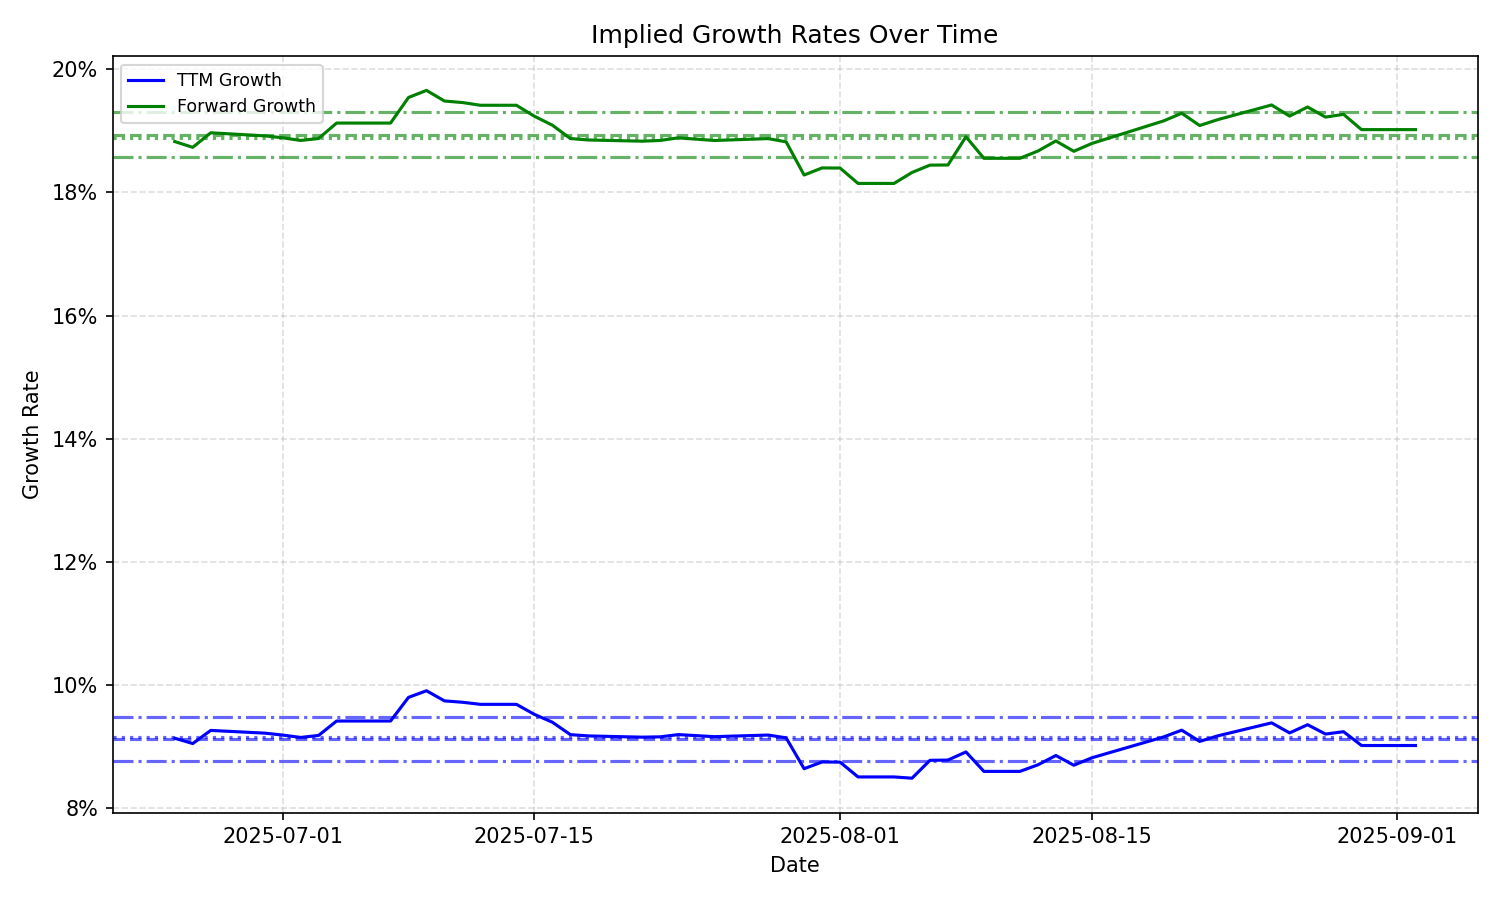 Implied Growth Rates Over Time
TTM Growth
Forward Growth
20%
18%
16%
14%
12%
10%
8%
Growth Rate
2025-07-01
2025-07-15
2025-08-01
2025-08-15
2025-09-01
Date